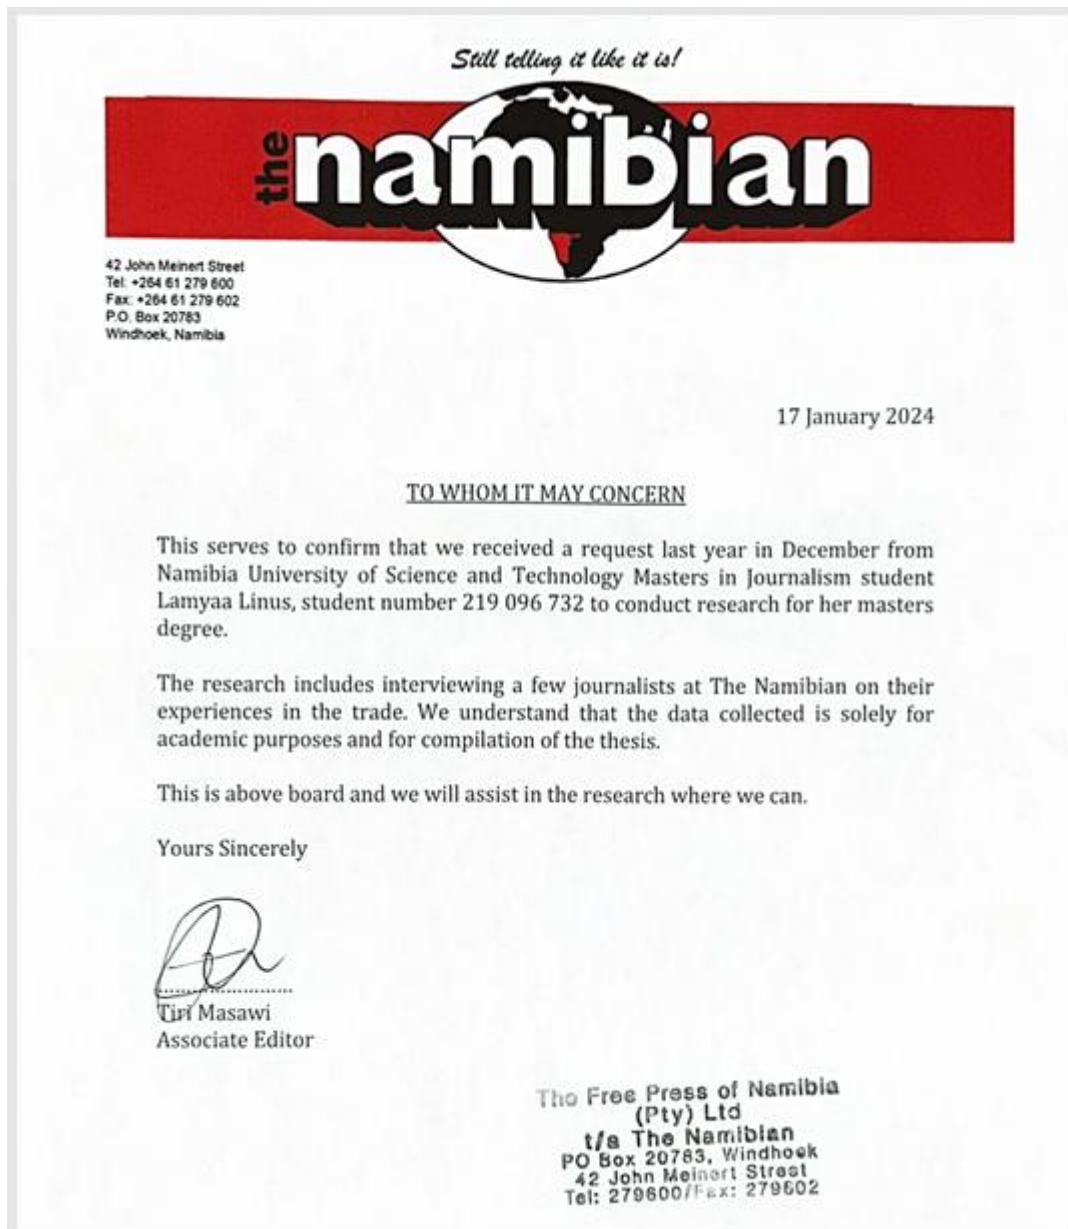 Still telling it like it is!
the namibian
42 John Meinert Street
Tel: +264 61 279 600
Fax: +264 61 279 602
P.O. Box 20783
Windhoek, Namibia
17 January 2024
TO WHOM IT MAY CONCERN
This serves to confirm that we received a request last year in December from
Namibia University of Science and Technology Masters in Journalism student
Lamyaa Linus, student number 219 096 732 to conduct research for her masters
degree.
The research includes interviewing a few journalists at The Namibian on their
experiences in the trade. We understand that the data collected is solely for
academic purposes and for compilation of the thesis.
This is above board and we will assist in the research where we can.
Yours Sincerely
Tiri Masawi
Associate Editor
The Free Press of Namibia
(Pty) Ltd
t/a The Namibian
PO Box 20783, Windhoek
42 John Meinert Street
Tel: 279600/Fax: 279602